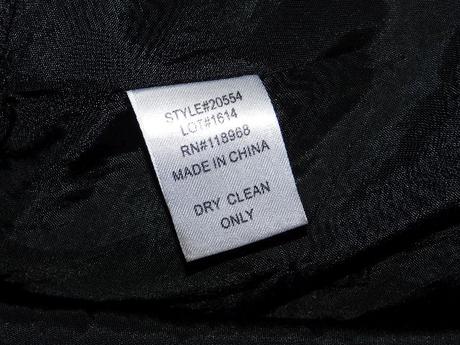 STYLE#20554
LOT#1614
RN#118968
MADE IN CHINA
DRY CLEAN
ONLY